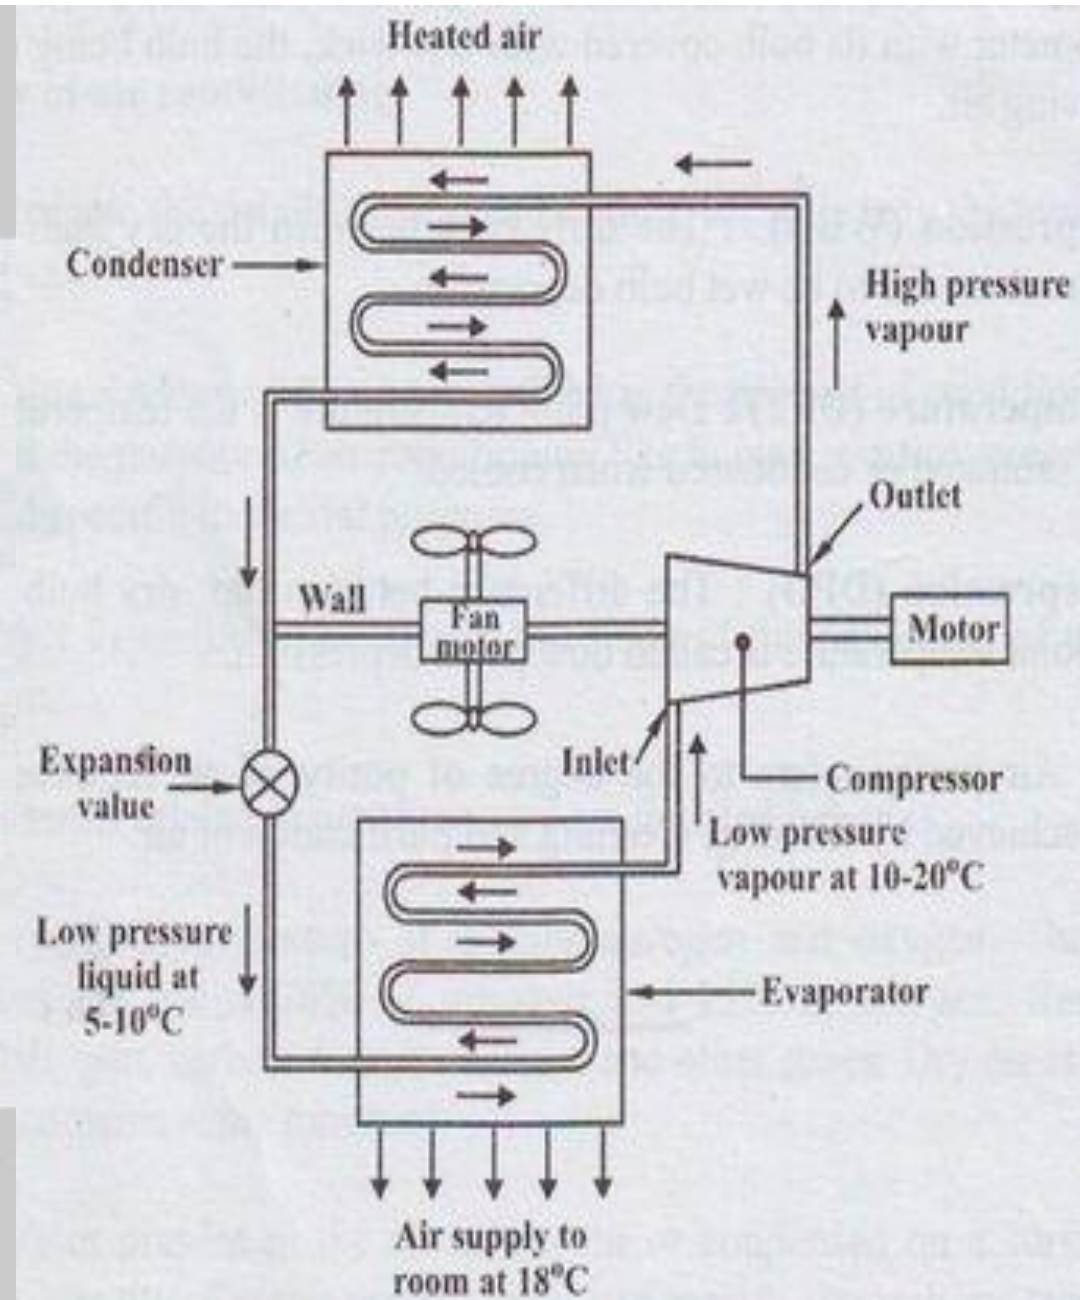 Heated air
Condenser
High pressure
vapour
Outlet
Wall
Fan
motor
Motor
Expansion
value
Inlet
Compressor
Low pressure
vapour at 10-20°C
Low pressure
liquid at
5-10°C
Evaporator
Air supply to
room at 18°C